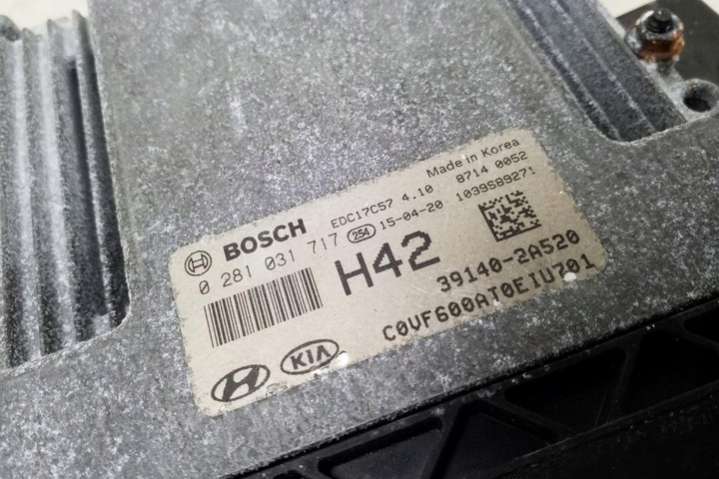 BOSCH
EDC17C57 4.10
Made in Korea
0 281 031 717 254 15-04-20
8714 0052
1039S89271
H42
39140-2A520
C0VF600AT0EIU701
KIA